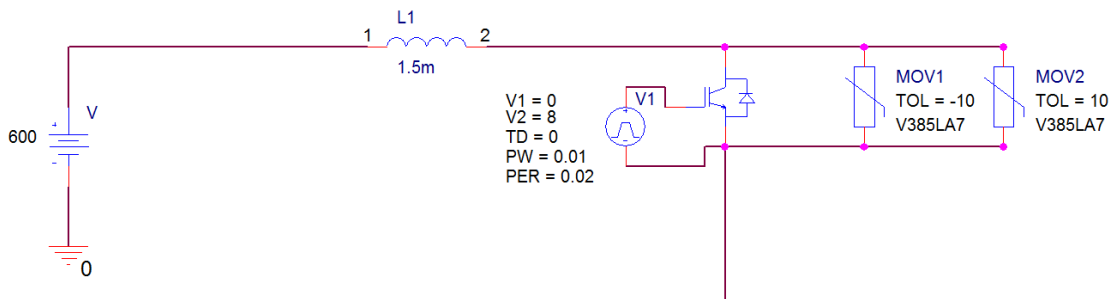 L1
1 2
1.5m
V
600
0
V1
V1 = 0
V2 = 8
TD = 0
PW = 0.01
PER = 0.02
MOV1
TOL = -10
V385LA7
MOV2
TOL = 10
V385LA7